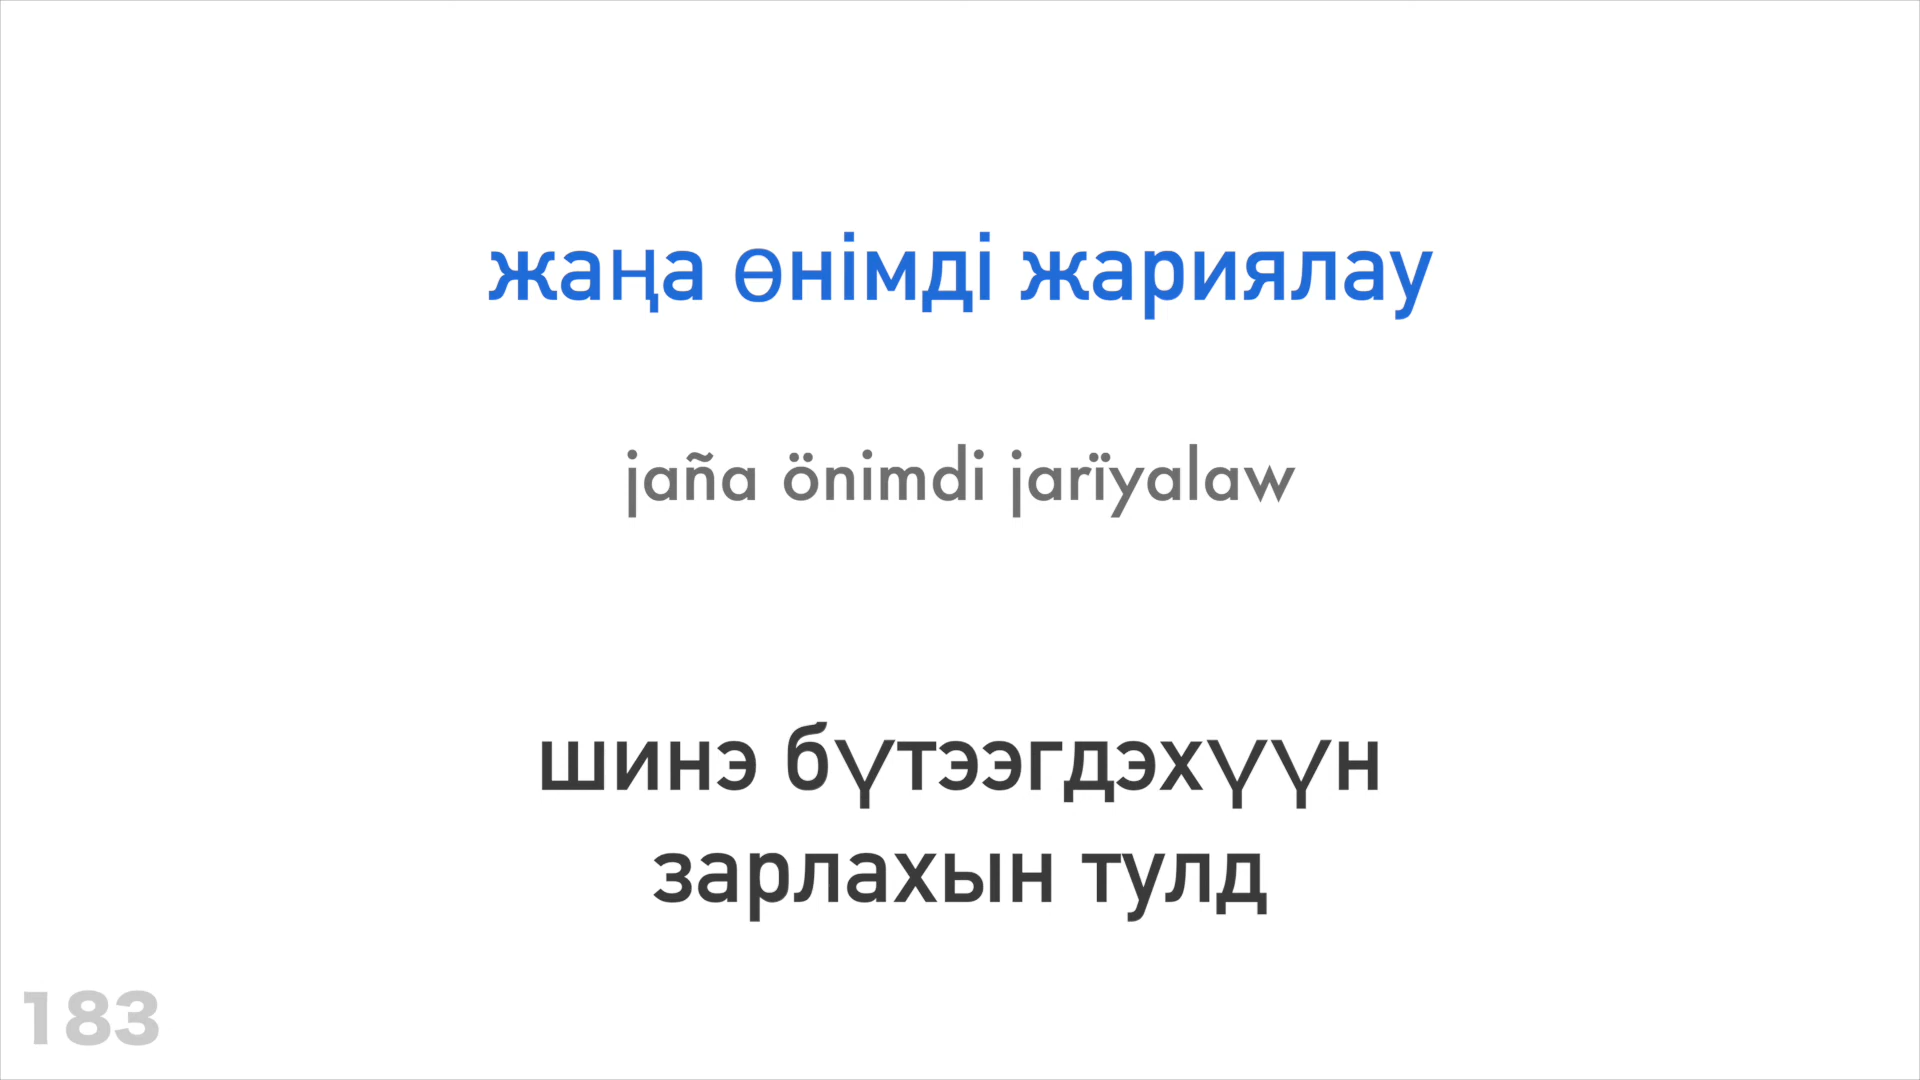 жаңа өнімді жариялау
jaña önimdi jarïyalaw
шинэ бүтээгдэхүүн
зарлахын тулд
183